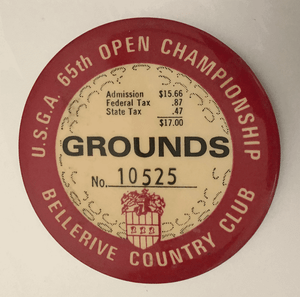 U.S.G.A. 65th OPEN CHAMPIONSHIP
Admission $15.66
Federal Tax .87
State Tax .47
$17.00
GROUNDS
No. 10525
BELLERIVE COUNTRY CLUB